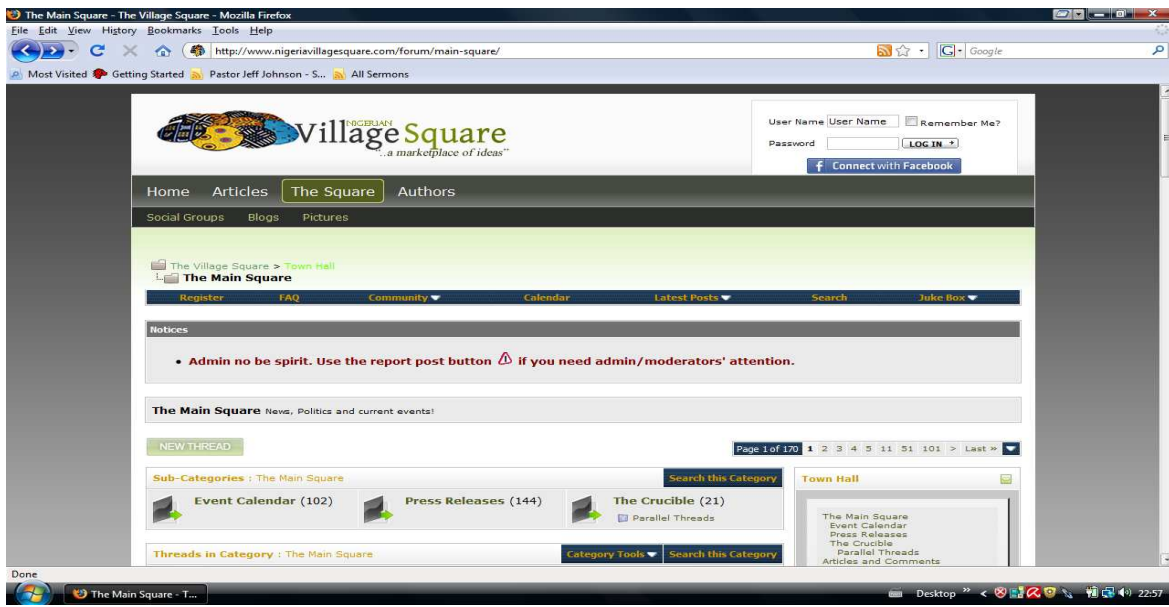 The Main Square - The Village Square - Mozilla Firefox
File Edit View History Bookmarks Tools Help
http://www.nigeriavillagesquare.com/forum/main-square/
Google
Most Visited Getting Started Pastor Jeff Johnson - S... All Sermons
NIGERIAN
Village Square
"..a marketplace of ideas"
User Name User Name Remember Me?
Password LOG IN
f Connect with Facebook
Home Articles The Square Authors
Social Groups Blogs Pictures
The Village Square > Town Hall
The Main Square
Register FAQ Community Calendar Latest Posts Search Juke Box
Notices
• Admin no be spirit. Use the report post button if you need admin/moderators' attention.
The Main Square News, Politics and current events!
NEW THREAD
Page 1 of 170 1 2 3 4 5 11 51 101 > Last »
Sub-Categories : The Main Square Search this Category
Event Calendar (102) Press Releases (144) The Crucible (21)
Parallel Threads
Threads in Category : The Main Square Category Tools Search this Category
Town Hall
The Main Square
Event Calendar
Press Releases
The Crucible
Parallel Threads
Articles and Comments
Done
The Main Square - T...
Desktop » < 22:57